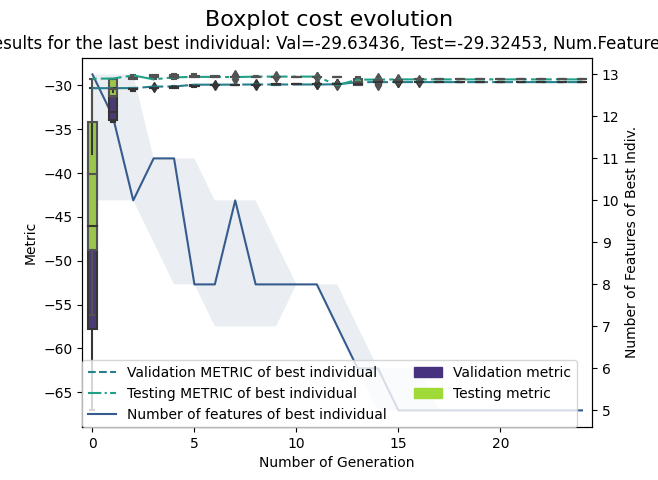 Boxplot cost evolution
esults for the last best individual: Val=-29.63436, Test=-29.32453, Num.Feature
−30
−35
−40
−45
−50
−55
−60
−65
Metric
13
12
11
10
9
8
7
6
5
Number of Features of Best Indiv.
Validation METRIC of best individual
Testing METRIC of best individual
Number of features of best individual
Validation metric
Testing metric
0 5 10 15 20
Number of Generation